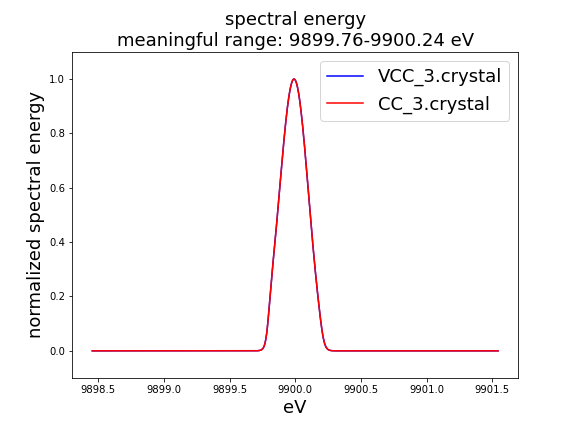 spectral energy
meaningful range: 9899.76-9900.24 eV
VCC_3.crystal
CC_3.crystal
normalized spectral energy
1.0
0.8
0.6
0.4
0.2
0.0
9898.5 9899.0 9899.5 9900.0 9900.5 9901.0 9901.5
eV